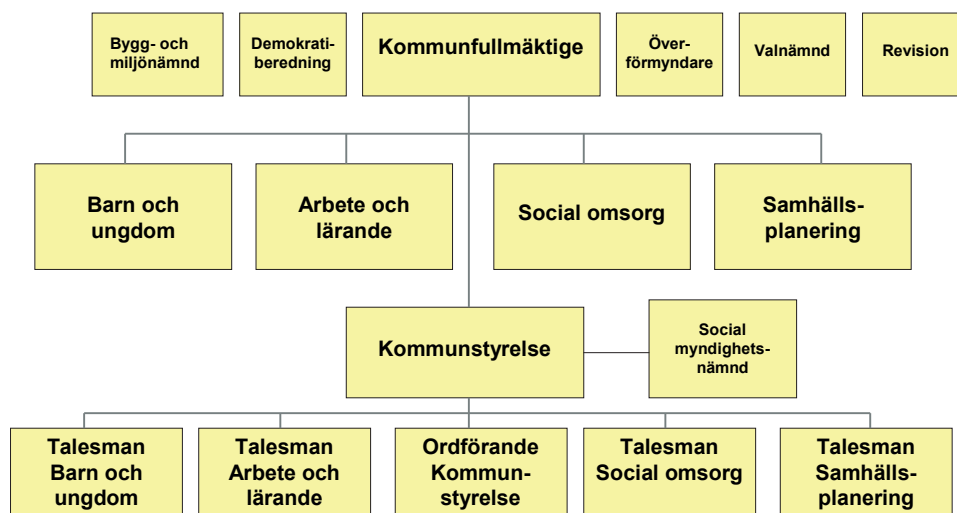 Bygg- och
miljönämnd
Demokrati-
beredning
Kommunfullmäktige
Över-
förmyndare
Valnämnd
Revision
Barn och
ungdom
Arbete och
lärande
Social omsorg
Samhälls-
planering
Kommunstyrelse
Social
myndighets-
nämnd
Talesman
Barn och
ungdom
Talesman
Arbete och
lärande
Ordförande
Kommun-
styrelse
Talesman
Social omsorg
Talesman
Samhälls-
planering